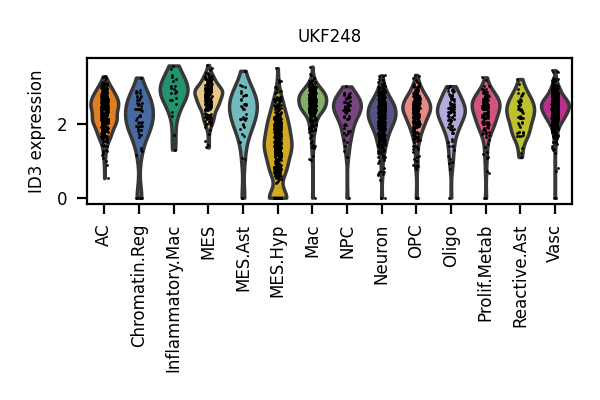 UKF248
ID3 expression
2
0
AC
Chromatin.Reg
Inflammatory.Mac
MES
MES.Ast
MES.Hyp
Mac
NPC
Neuron
OPC
Oligo
Prolif.Metab
Reactive.Ast
Vasc